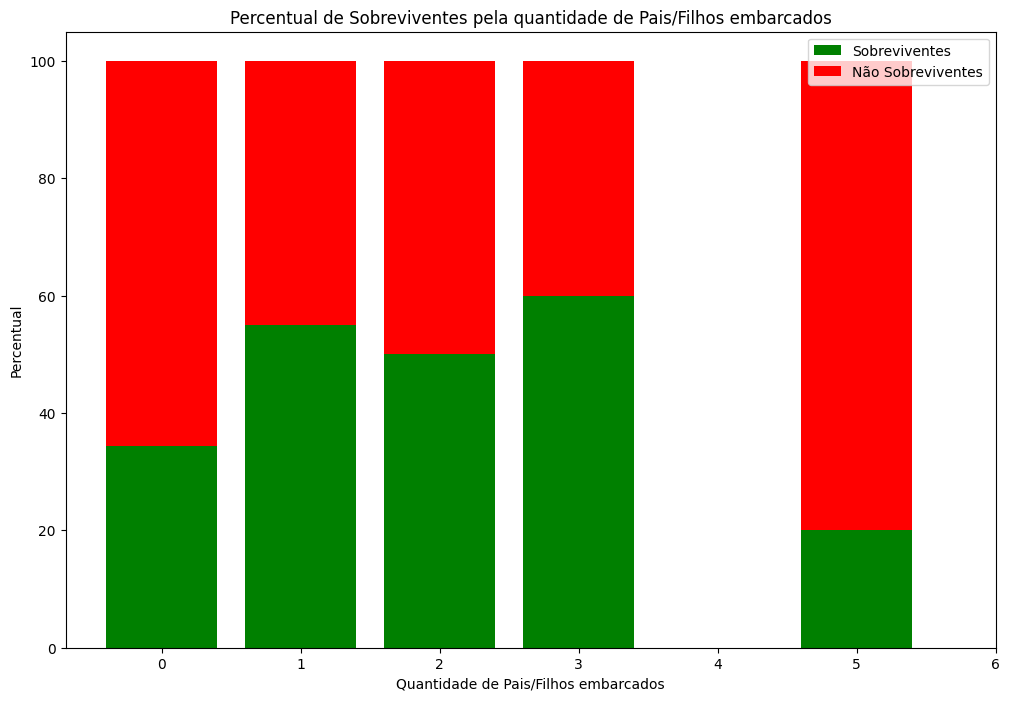 Percentual de Sobreviventes pela quantidade de Pais/Filhos embarcados
Sobreviventes
Não Sobreviventes
100
80
60
40
20
0
Percentual
0 1 2 3 4 5 6
Quantidade de Pais/Filhos embarcados